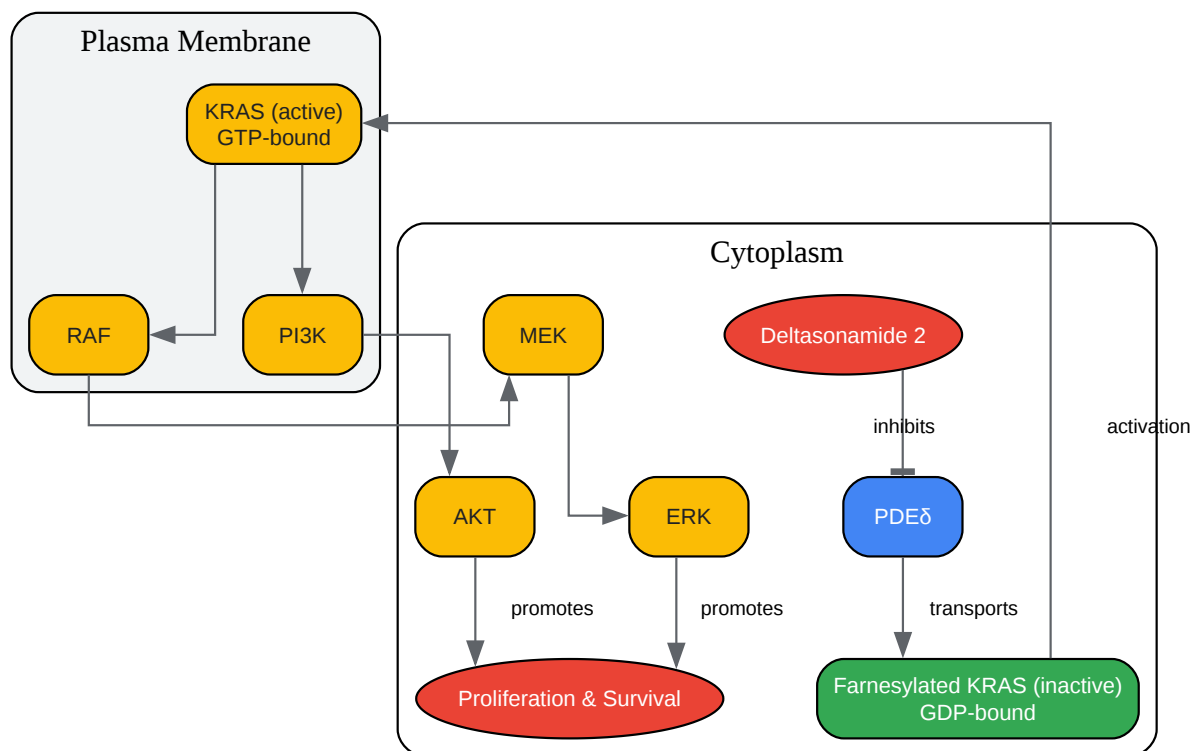 Plasma Membrane
KRAS (active)
GTP-bound
RAF
PI3K
Cytoplasm
MEK
Deltasonamide 2
inhibits
activation
AKT
ERK
PDEδ
promotes
promotes
transports
Proliferation & Survival
Farnesylated KRAS (inactive)
GDP-bound